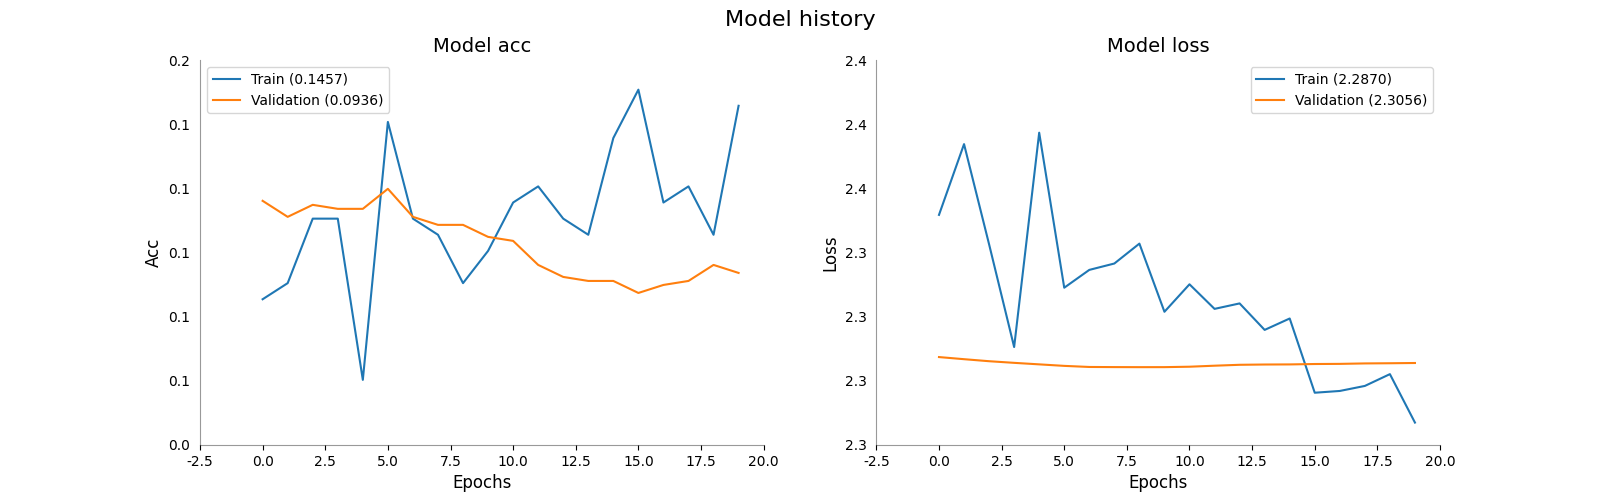 Model history
Model acc
Train (0.1457)
Validation (0.0936)
0.2
0.1
0.1
0.1
0.1
0.1
0.0
Acc
-2.5 0.0 2.5 5.0 7.5 10.0 12.5 15.0 17.5 20.0
Epochs
Model loss
Train (2.2870)
Validation (2.3056)
2.4
2.4
2.4
2.3
2.3
2.3
2.3
Loss
-2.5 0.0 2.5 5.0 7.5 10.0 12.5 15.0 17.5 20.0
Epochs